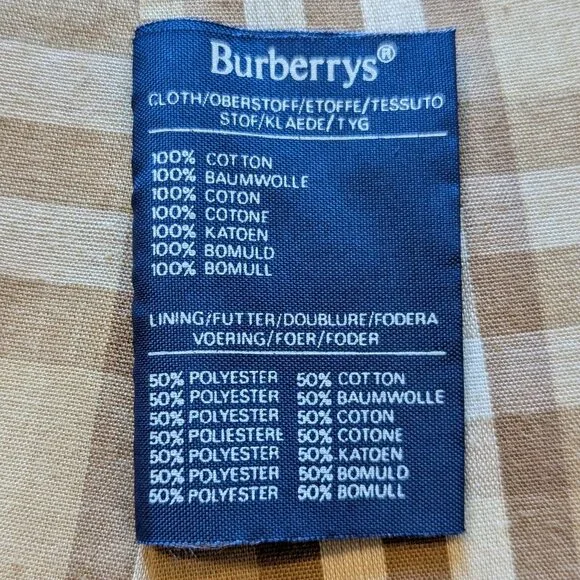 Burberrys®
CLOTH/OBERSTOFF/ETOFFE/TESSUTO
STOF/KLAEDE/TYG
100% COTTON
100% BAUMWOLLE
100% COTON
100% COTONE
100% KATOEN
100% BOMULD
100% BOMULL
LINING/FUTTER/DOUBLURE/FODERA
VOERING/FOER/FODER
50% POLYESTER 50% COTTON
50% POLYESTER 50% BAUMWOLLE
50% POLYESTER 50% COTON
50% POLIESTERE 50% COTONE
50% POLYESTER 50% KATOEN
50% POLYESTER 50% BOMULD
50% POLYESTER 50% BOMULL